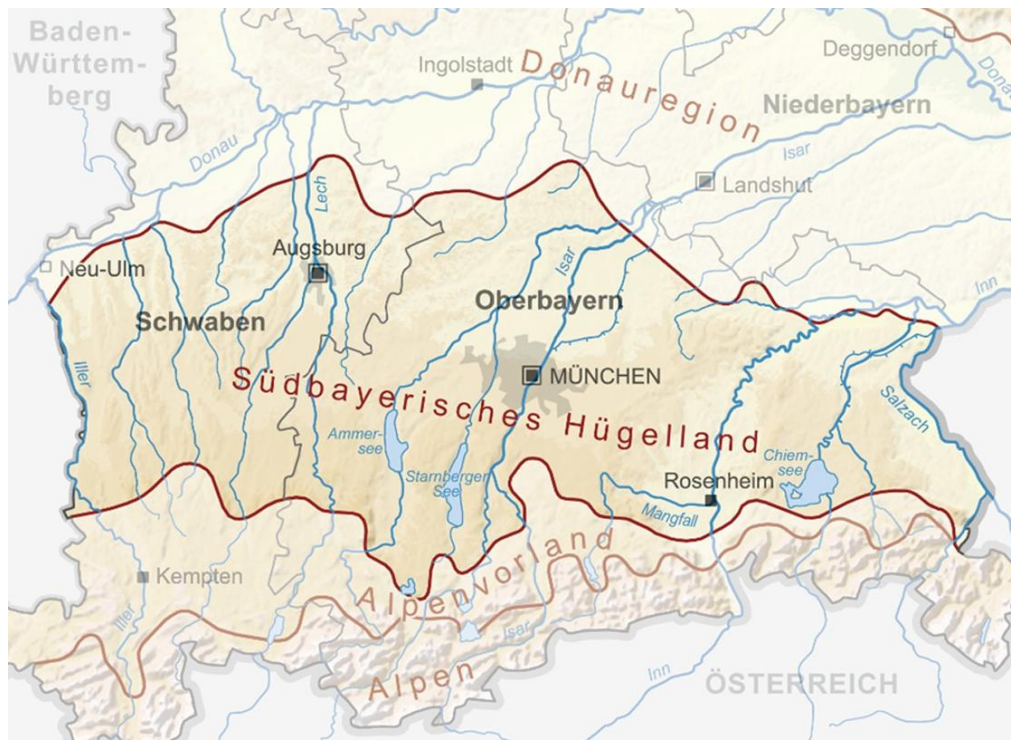 Baden-
Württem-
berg
Deggendorf
Ingolstadt
Donauregion
Donau
Niederbayern
Donau
Isar
Lech
Landshut
Augsburg
Isar
Neu-Ulm
Inn
Oberbayern
Schwaben
Iller
MÜNCHEN
Südbayerisches Hügelland
Salzach
Ammer-
see
Starnberger
See
Chiem-
see
Rosenheim
Mangfall
Alpenvorland
Kempten
Iller
Isar
Alpen
Inn
ÖSTERREICH